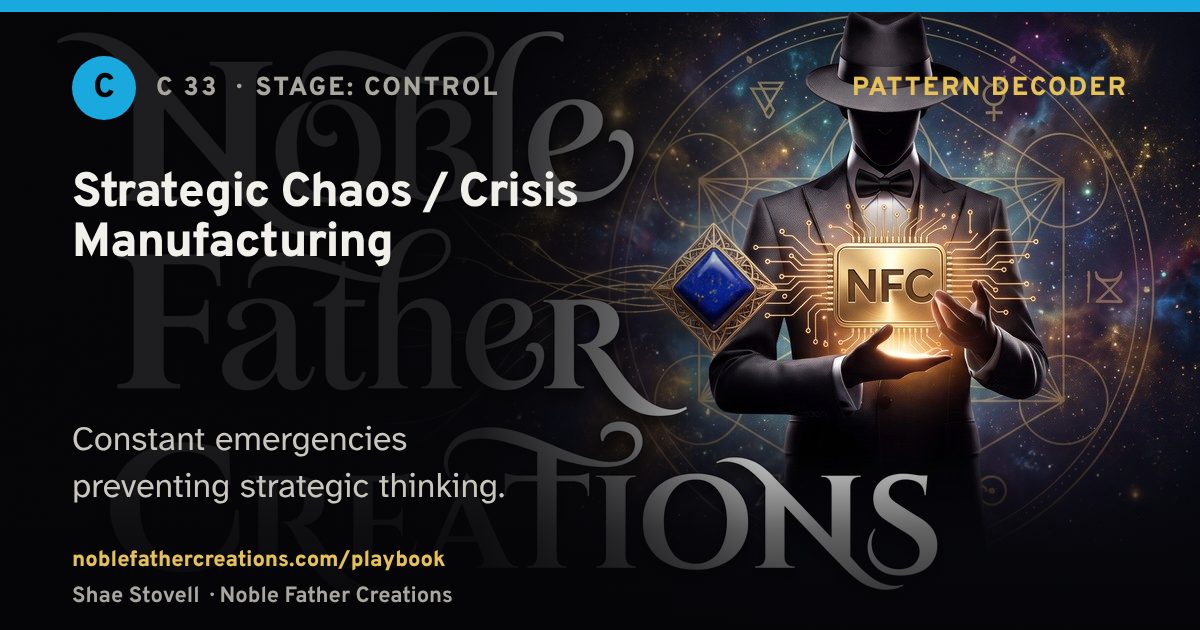 C
C 33 · STAGE: CONTROL
PATTERN DECODER
Strategic Chaos / Crisis
Manufacturing
NFC
Constant emergencies
preventing strategic thinking.
noblefathercreations.com/playbook
Shae Stovell · Noble Father Creations
Noble
Father
Creations